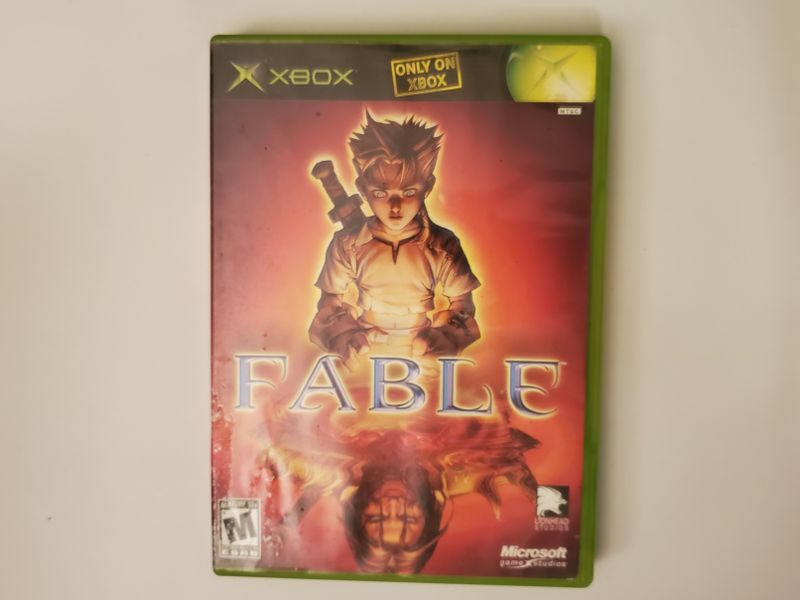 XBOX
ONLY ON
XBOX
NTSC
FABLE
M
ESRB
LIONHEAD
STUDIOS
Microsoft
game studios